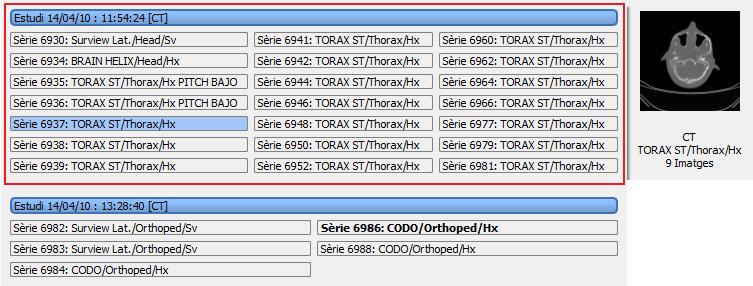 Estudi 14/04/10 : 11:54:24 [CT]
Sèrie 6930: Surview Lat./Head/Sv
Sèrie 6934: BRAIN HELIX/Head/Hx
Sèrie 6935: TORAX ST/Thorax/Hx PITCH BAJO
Sèrie 6936: TORAX ST/Thorax/Hx PITCH BAJO
Sèrie 6937: TORAX ST/Thorax/Hx
Sèrie 6938: TORAX ST/Thorax/Hx
Sèrie 6939: TORAX ST/Thorax/Hx
Sèrie 6941: TORAX ST/Thorax/Hx
Sèrie 6942: TORAX ST/Thorax/Hx
Sèrie 6944: TORAX ST/Thorax/Hx
Sèrie 6946: TORAX ST/Thorax/Hx
Sèrie 6948: TORAX ST/Thorax/Hx
Sèrie 6950: TORAX ST/Thorax/Hx
Sèrie 6952: TORAX ST/Thorax/Hx
Sèrie 6960: TORAX ST/Thorax/Hx
Sèrie 6962: TORAX ST/Thorax/Hx
Sèrie 6964: TORAX ST/Thorax/Hx
Sèrie 6966: TORAX ST/Thorax/Hx
Sèrie 6977: TORAX ST/Thorax/Hx
Sèrie 6979: TORAX ST/Thorax/Hx
Sèrie 6981: TORAX ST/Thorax/Hx
CT
TORAX ST/Thorax/Hx
9 Imatges
Estudi 14/04/10 : 13:28:40 [CT]
Sèrie 6982: Surview Lat./Orthoped/Sv
Sèrie 6983: Surview Lat./Orthoped/Sv
Sèrie 6984: CODO/Orthoped/Hx
Sèrie 6986: CODO/Orthoped/Hx
Sèrie 6988: CODO/Orthoped/Hx